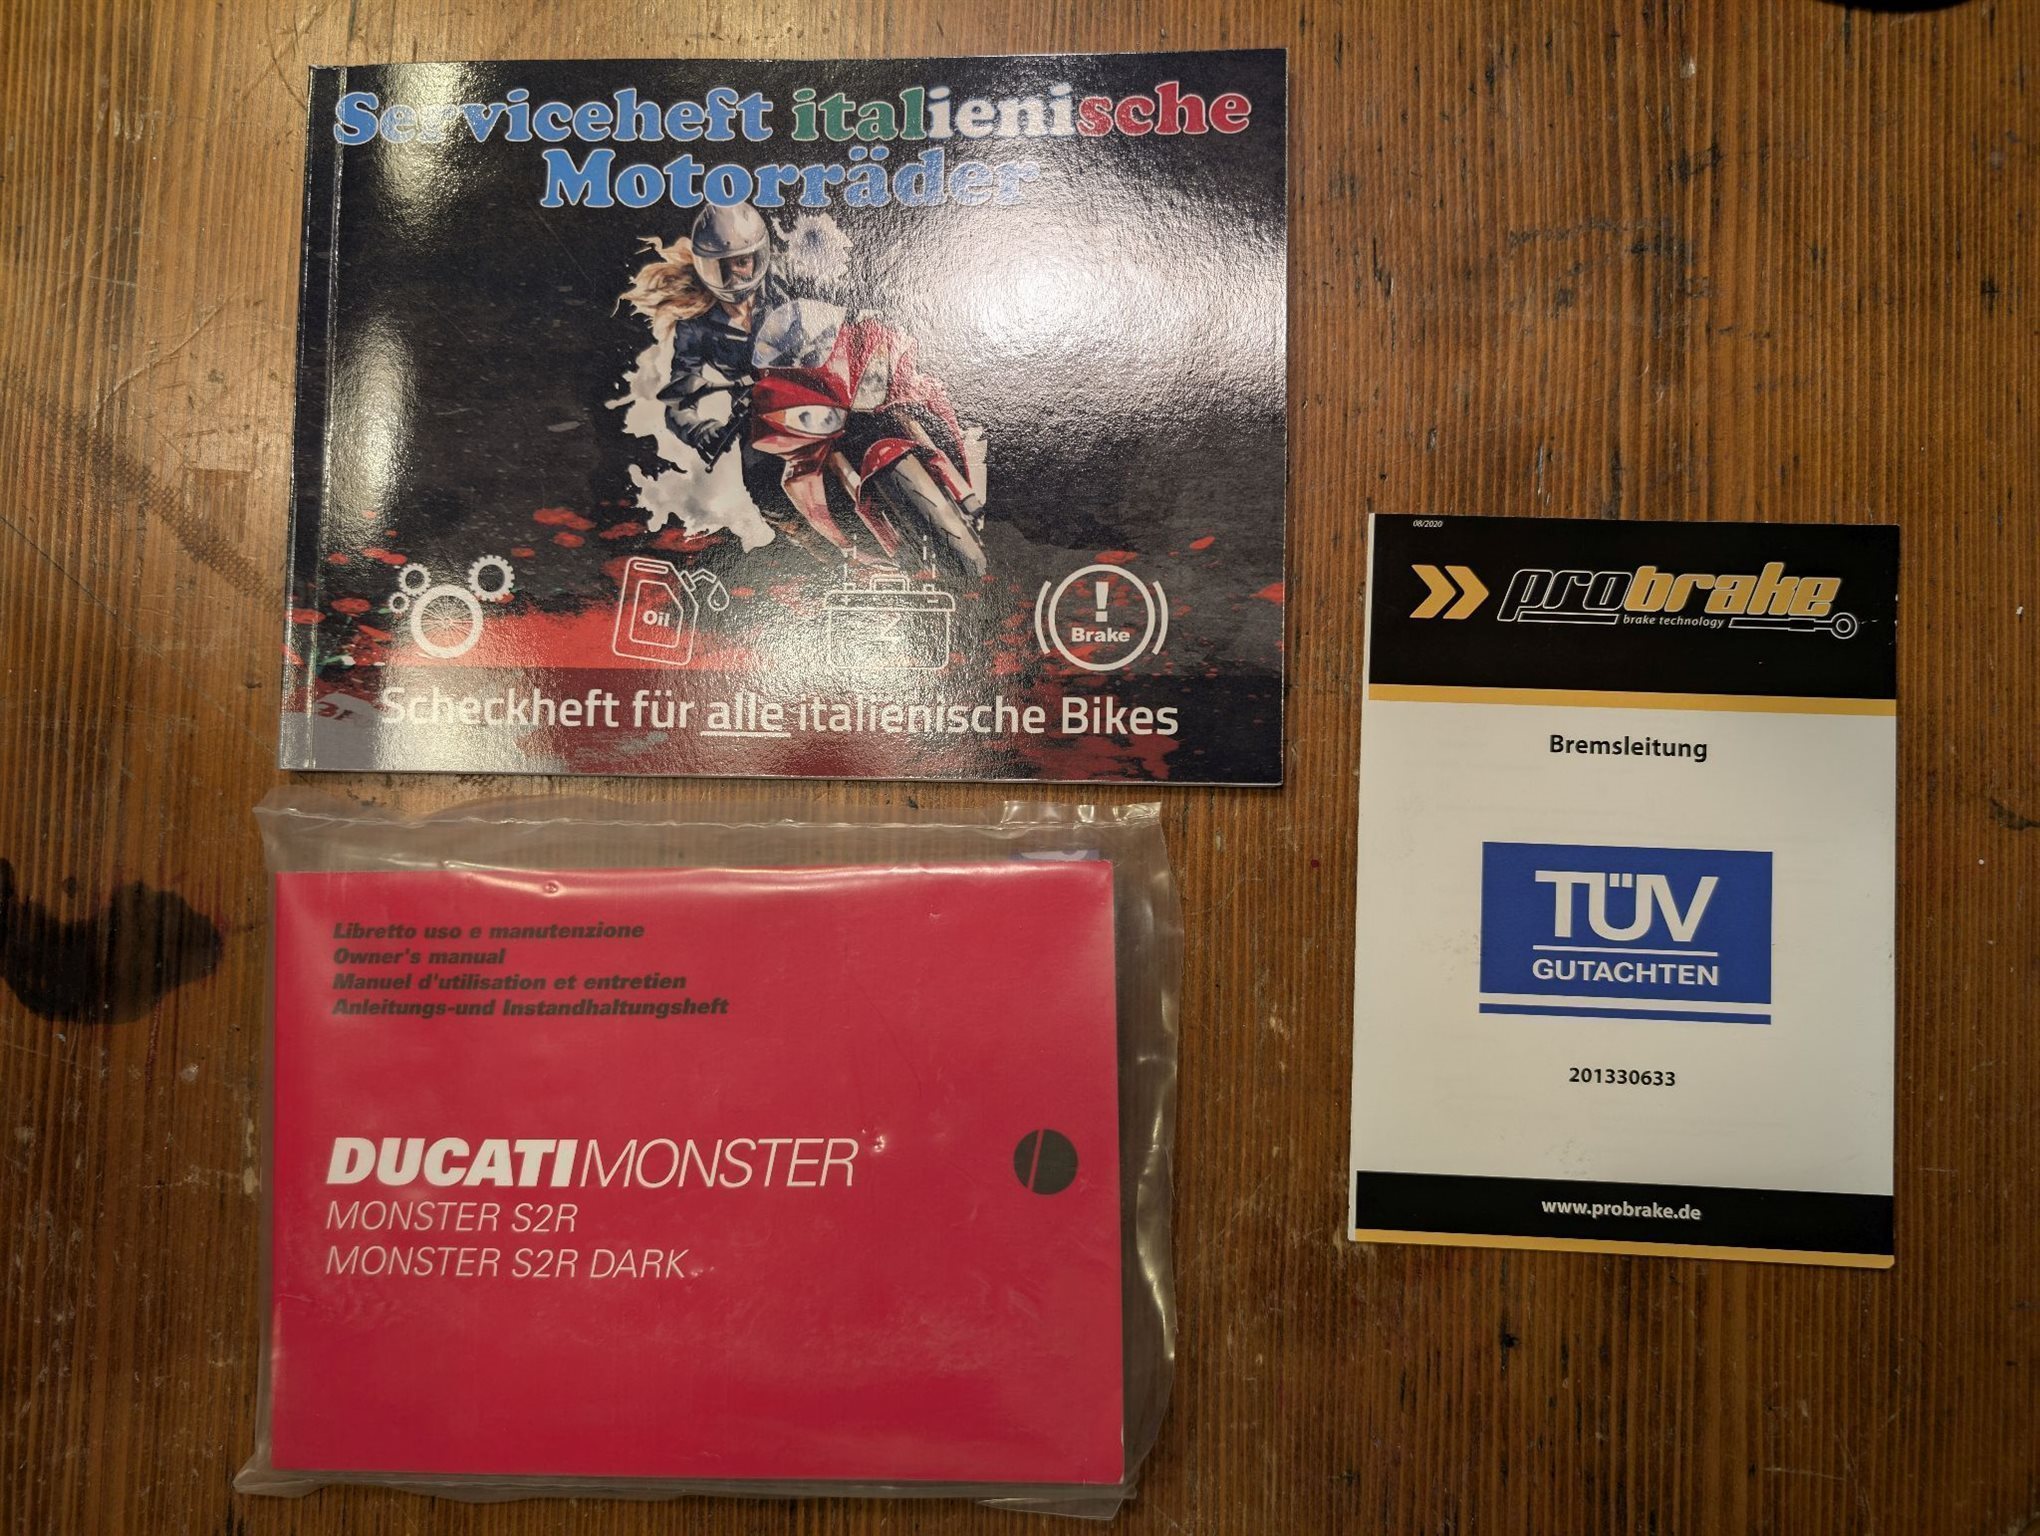 Serviceheft italienische
Motorräder
Oil
Brake
Scheckheft für alle italienische Bikes
Libretto uso e manutenzione
Owner's manual
Manuel d'utilisation et entretien
Anleitungs-und Instandhaltungsheft
DUCATI MONSTER
MONSTER S2R
MONSTER S2R DARK
08/2020
probrake
brake technology
Bremsleitung
TÜV
GUTACHTEN
201330633
www.probrake.de